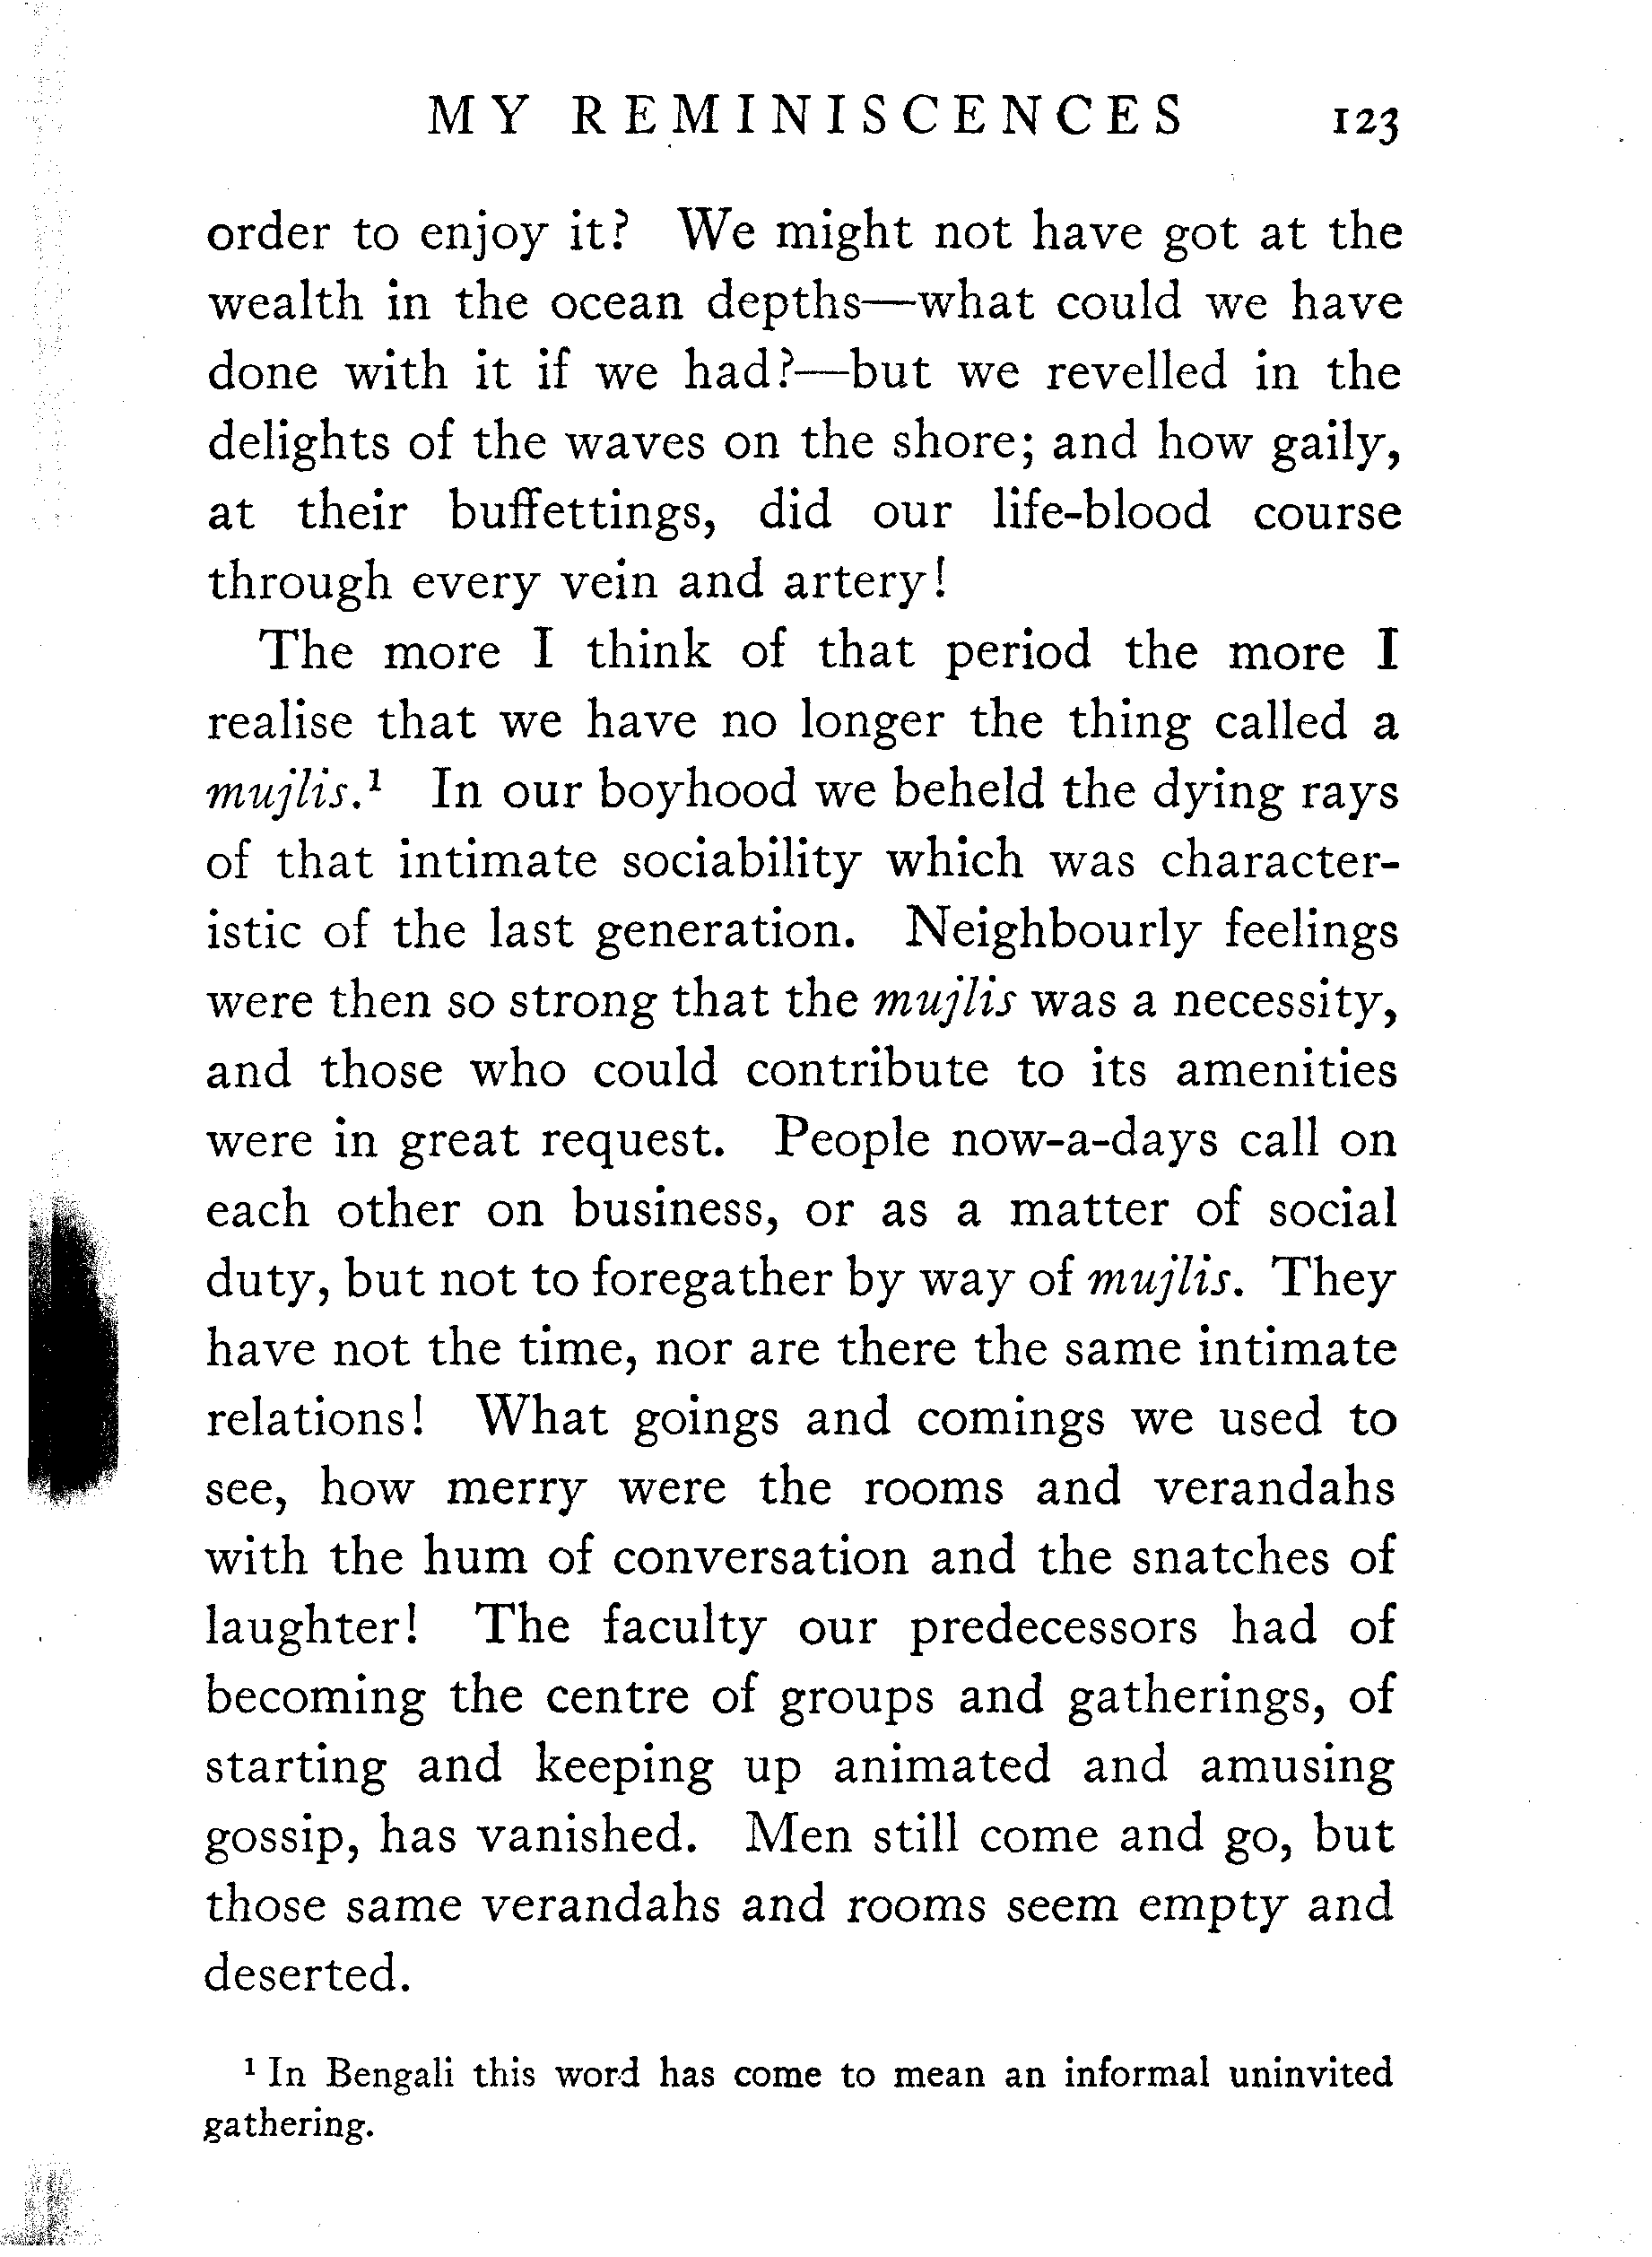 MY REMINISCENCES 123
order to enjoy it? We might not have got at the
wealth in the ocean depths—what could we have
done with it if we had?—but we revelled in the
delights of the waves on the shore; and how gaily,
at their buffettings, did our life-blood course
through every vein and artery!
The more I think of that period the more I
realise that we have no longer the thing called a
mujlis.¹ In our boyhood we beheld the dying rays
of that intimate sociability which was character-
istic of the last generation. Neighbourly feelings
were then so strong that the mujlis was a necessity,
and those who could contribute to its amenities
were in great request. People now-a-days call on
each other on business, or as a matter of social
duty, but not to foregather by way of mujlis. They
have not the time, nor are there the same intimate
relations! What goings and comings we used to
see, how merry were the rooms and verandahs
with the hum of conversation and the snatches of
laughter! The faculty our predecessors had of
becoming the centre of groups and gatherings, of
starting and keeping up animated and amusing
gossip, has vanished. Men still come and go, but
those same verandahs and rooms seem empty and
deserted.
¹ In Bengali this word has come to mean an informal uninvited
gathering.